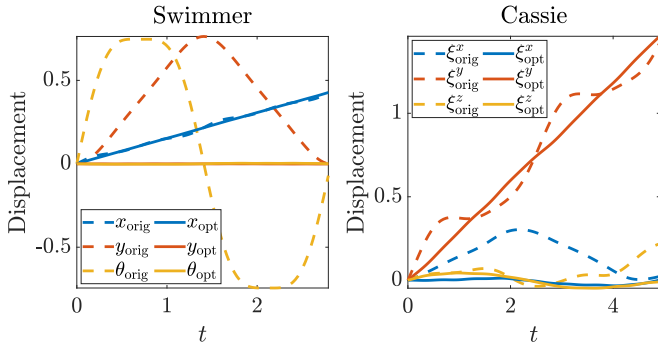 Swimmer
Displacement
0.5
0
-0.5
0
1
2
t
x_orig x_opt
y_orig y_opt
θ_orig θ_opt
Cassie
Displacement
1
0.5
0
0
2
4
t
ξ^x_orig ξ^x_opt
ξ^y_orig ξ^y_opt
ξ^z_orig ξ^z_opt